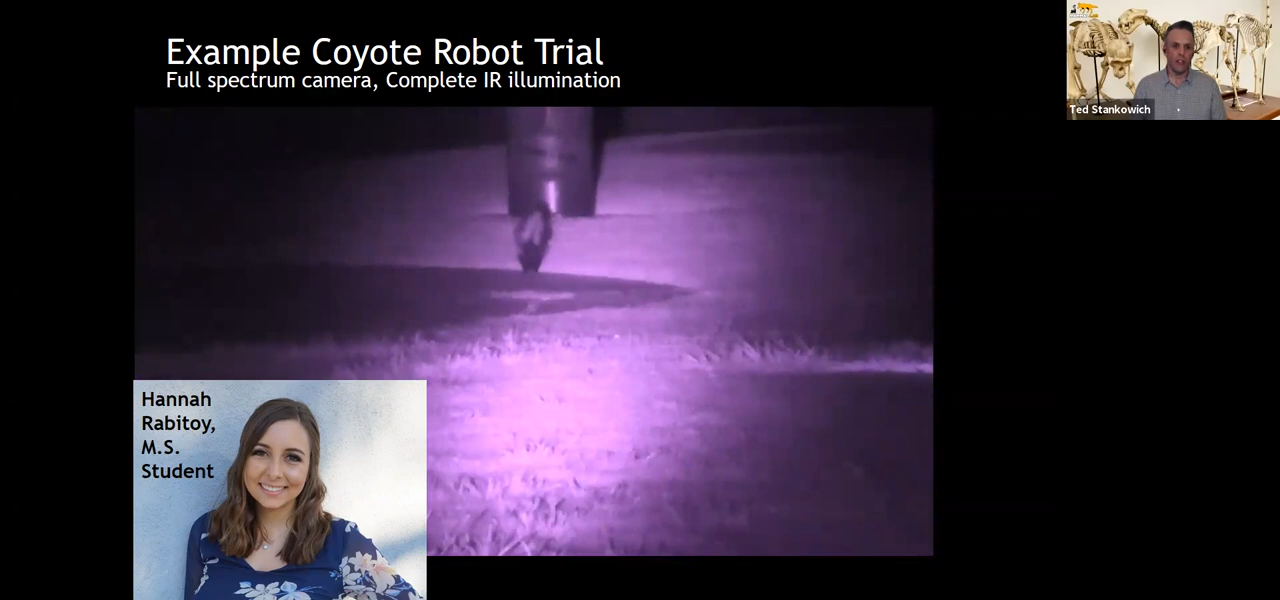 Example Coyote Robot Trial
Full spectrum camera, Complete IR illumination
Ted Stankowich
Hannah
Rabitoy,
M.S.
Student